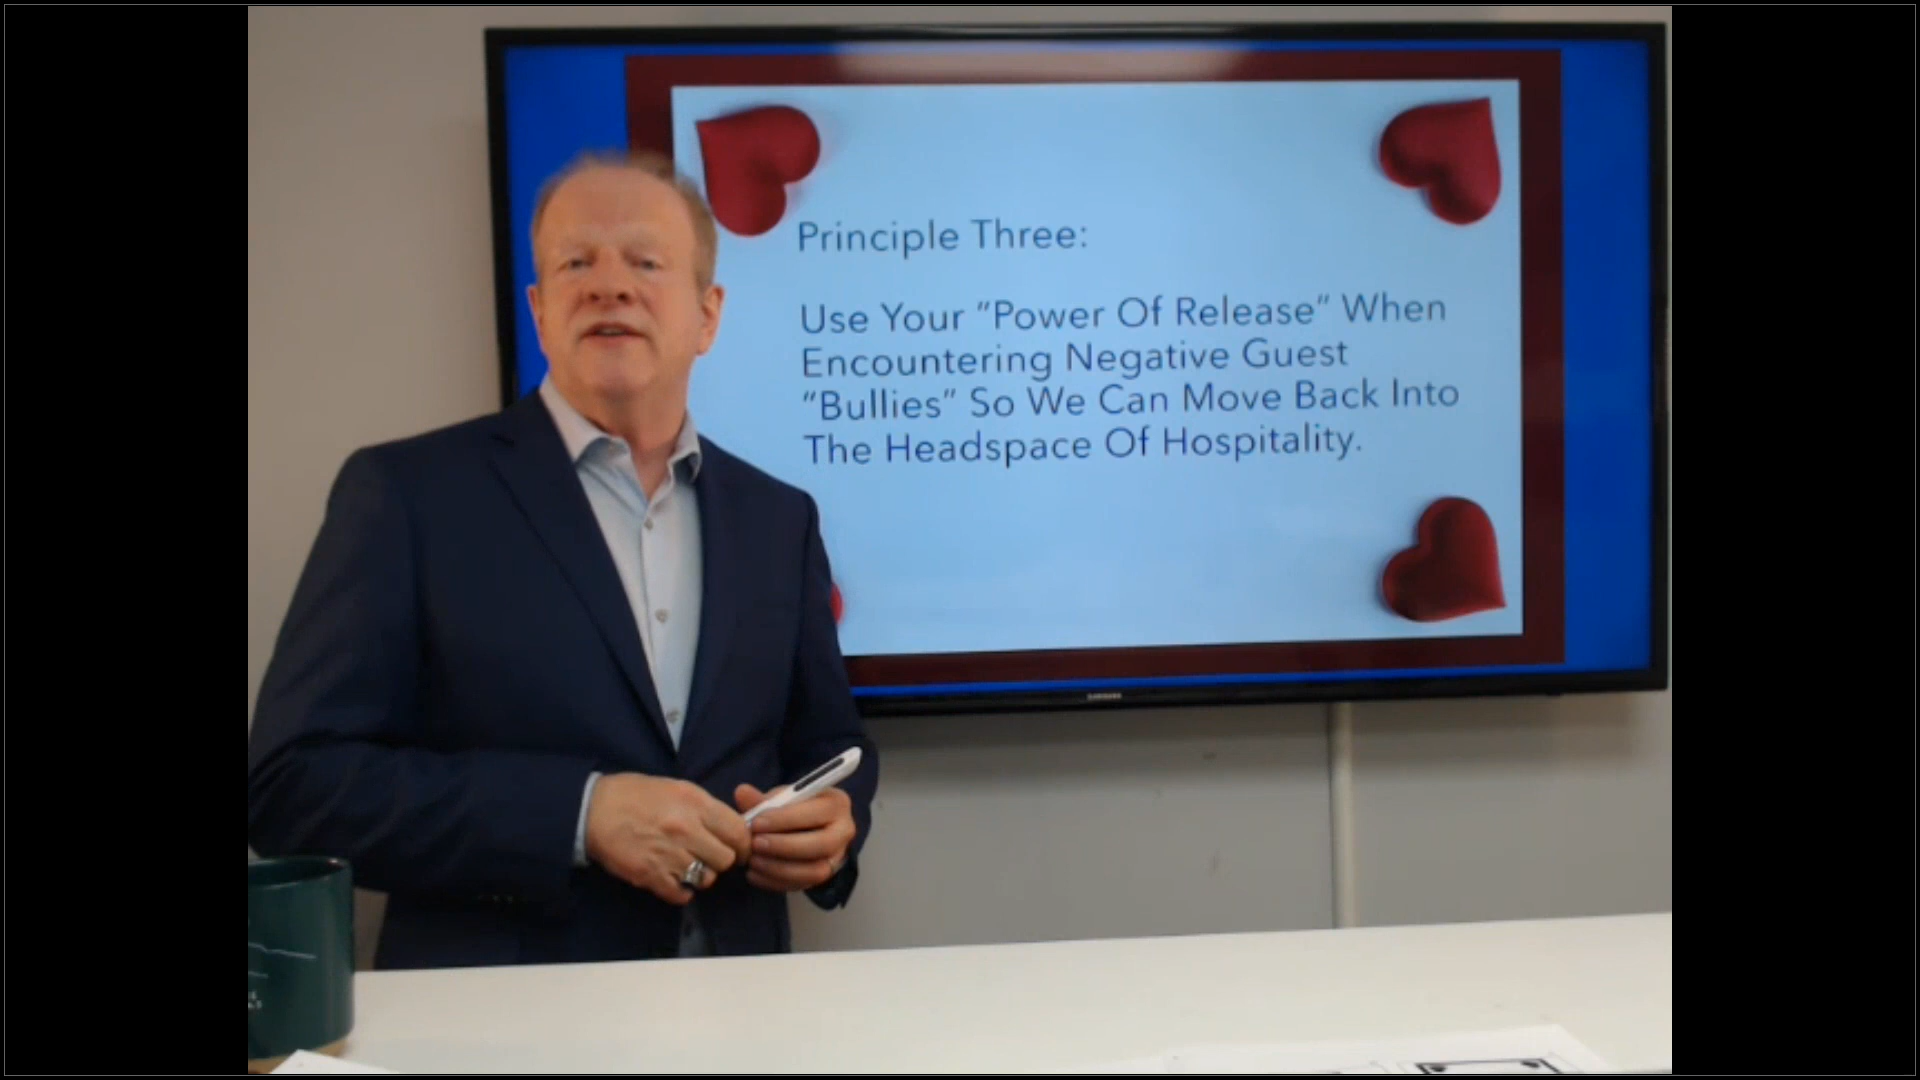 Principle Three:
Use Your “Power Of Release” When
Encountering Negative Guest
“Bullies” So We Can Move Back Into
The Headspace Of Hospitality.
SAMSUNG